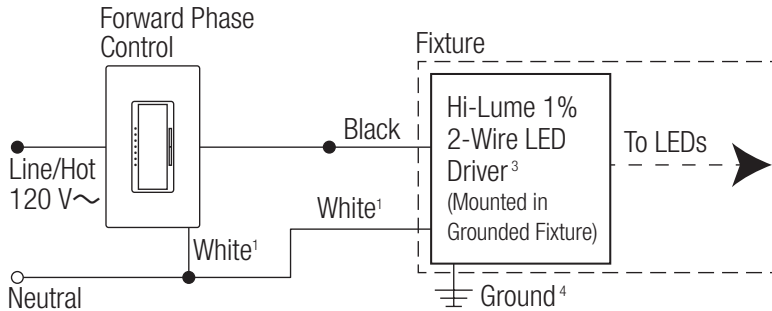 Forward Phase
Control
Fixture
Line/Hot
120 V~
Black
White¹
White¹
Neutral
Hi-Lume 1%
2-Wire LED
Driver³
(Mounted in
Grounded Fixture)
To LEDs
Ground⁴